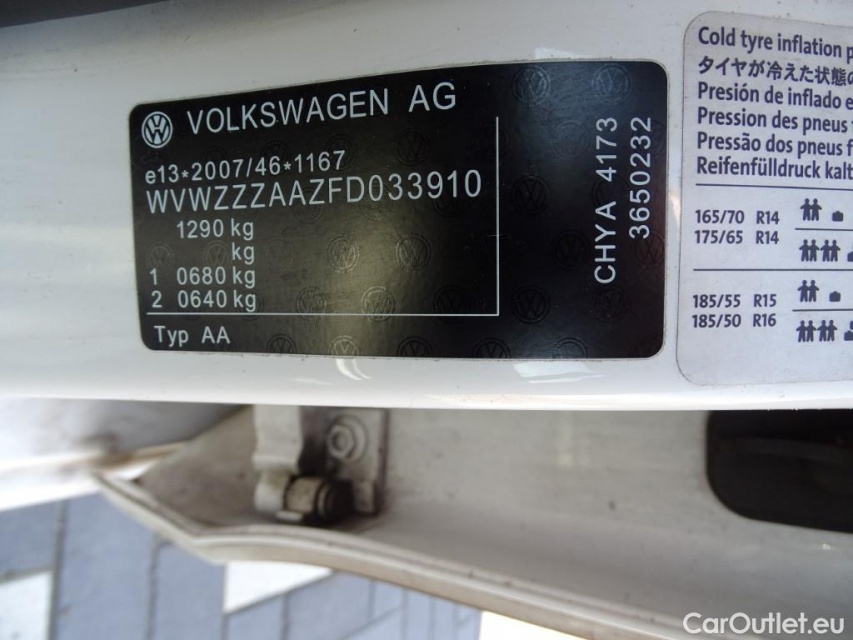 VOLKSWAGEN AG
e13*2007/46*1167
WVWZZZAAZFD033910
1290 kg
kg
1 0680 kg
2 0640 kg
Typ AA
CHYA 4173
3650232
Cold tyre inflation
タイヤが冷えた状態の
Presión de inflado
Pression des pneus
Pressão dos pneus
Reifenfülldruck
165/70 R14
175/65 R14
185/55 R15
185/50 R16
CarOutlet.eu